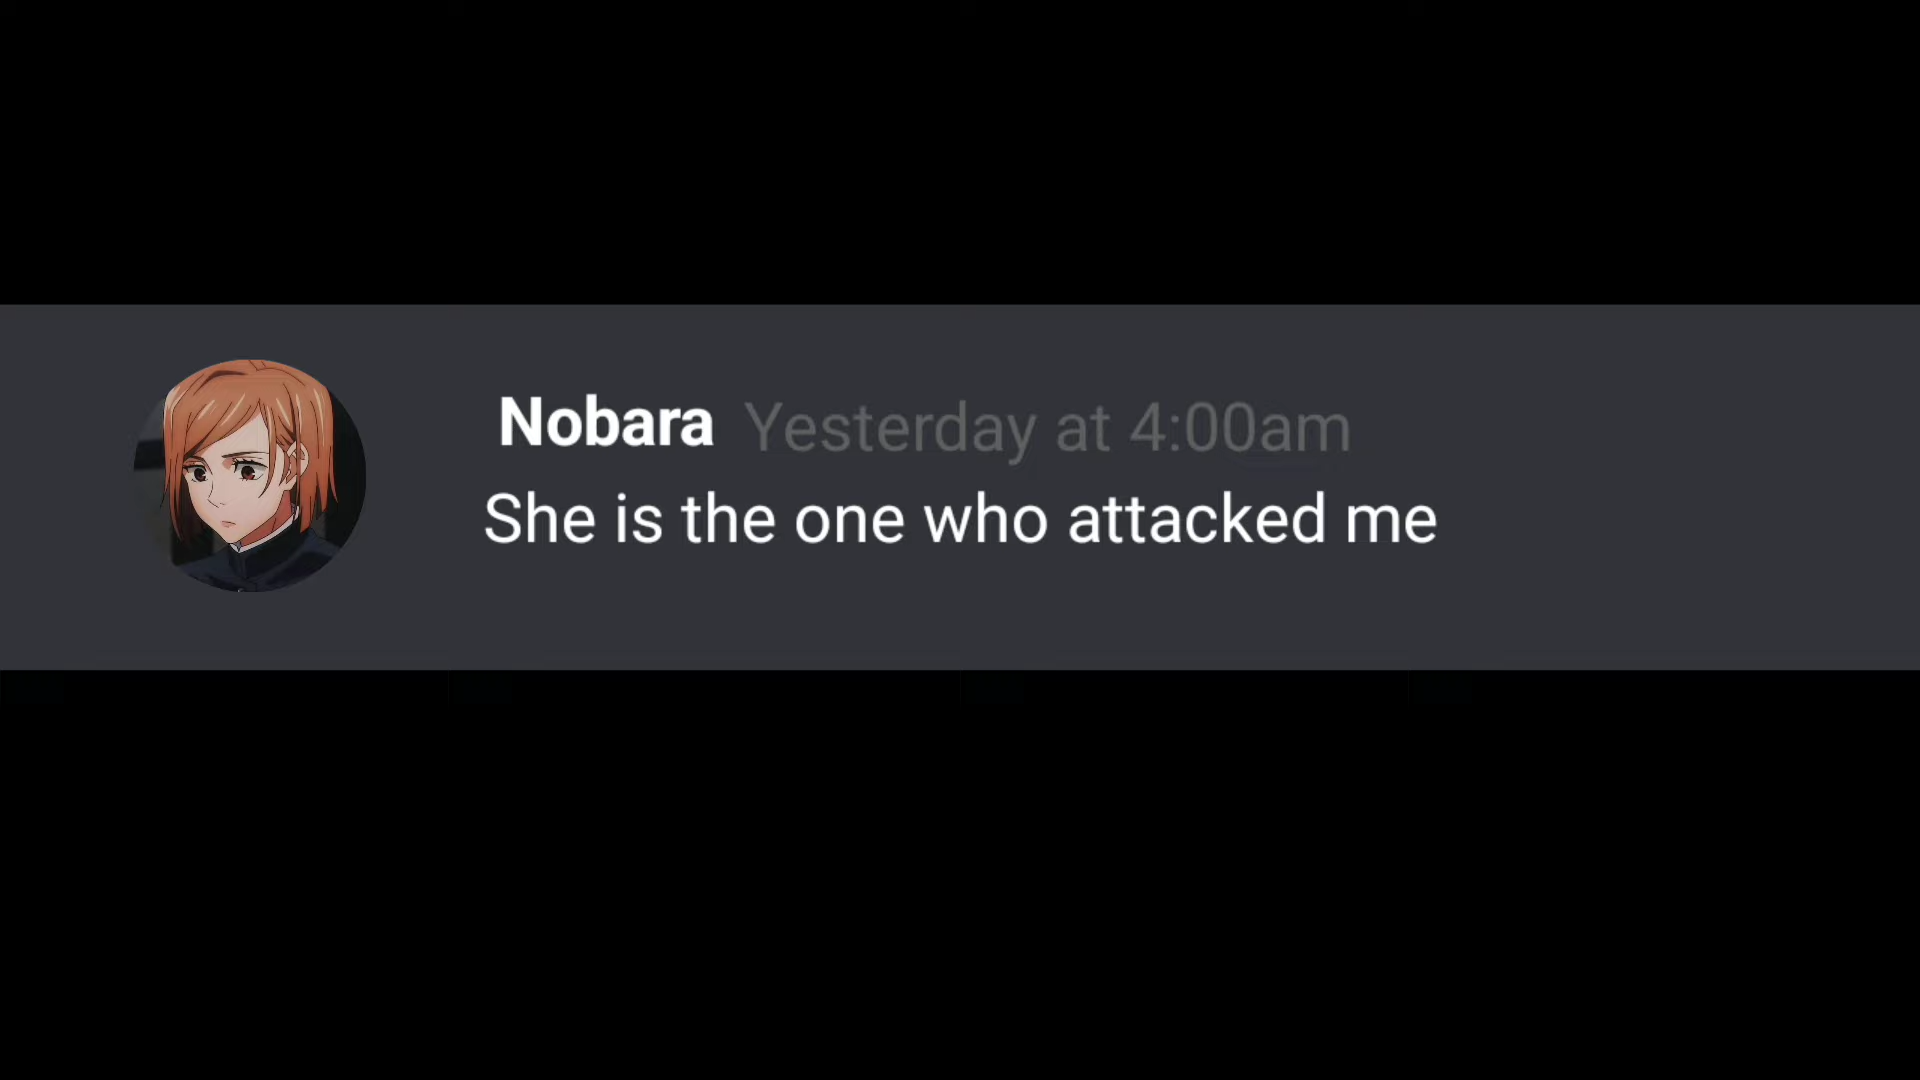 Nobara Yesterday at 4:00am
She is the one who attacked me